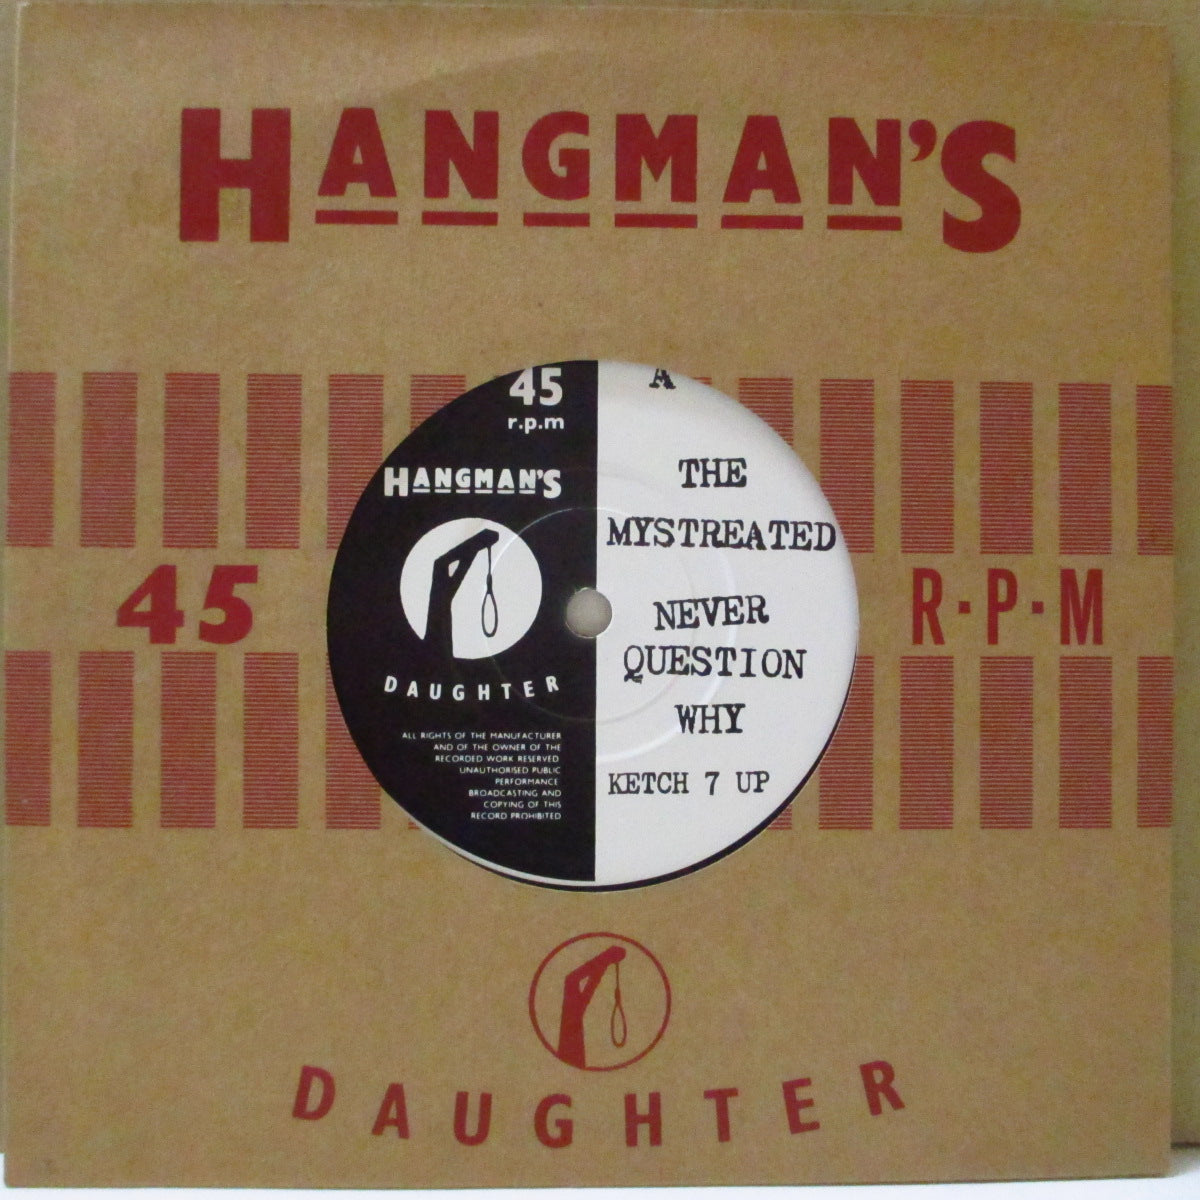 HANGMAN'S
45
r.p.m
HANGMAN'S
DAUGHTER
ALL RIGHTS OF THE MANUFACTURER
AND OF THE OWNER OF THE
RECORDED WORK RESERVED
UNAUTHORISED PUBLIC
PERFORMANCE
BROADCASTING AND
COPYING OF THIS
RECORD PROHIBITED
A
THE
MYSTREATED
NEVER
QUESTION
WHY
KETCH 7 UP
45
R·P·M
DAUGHTER